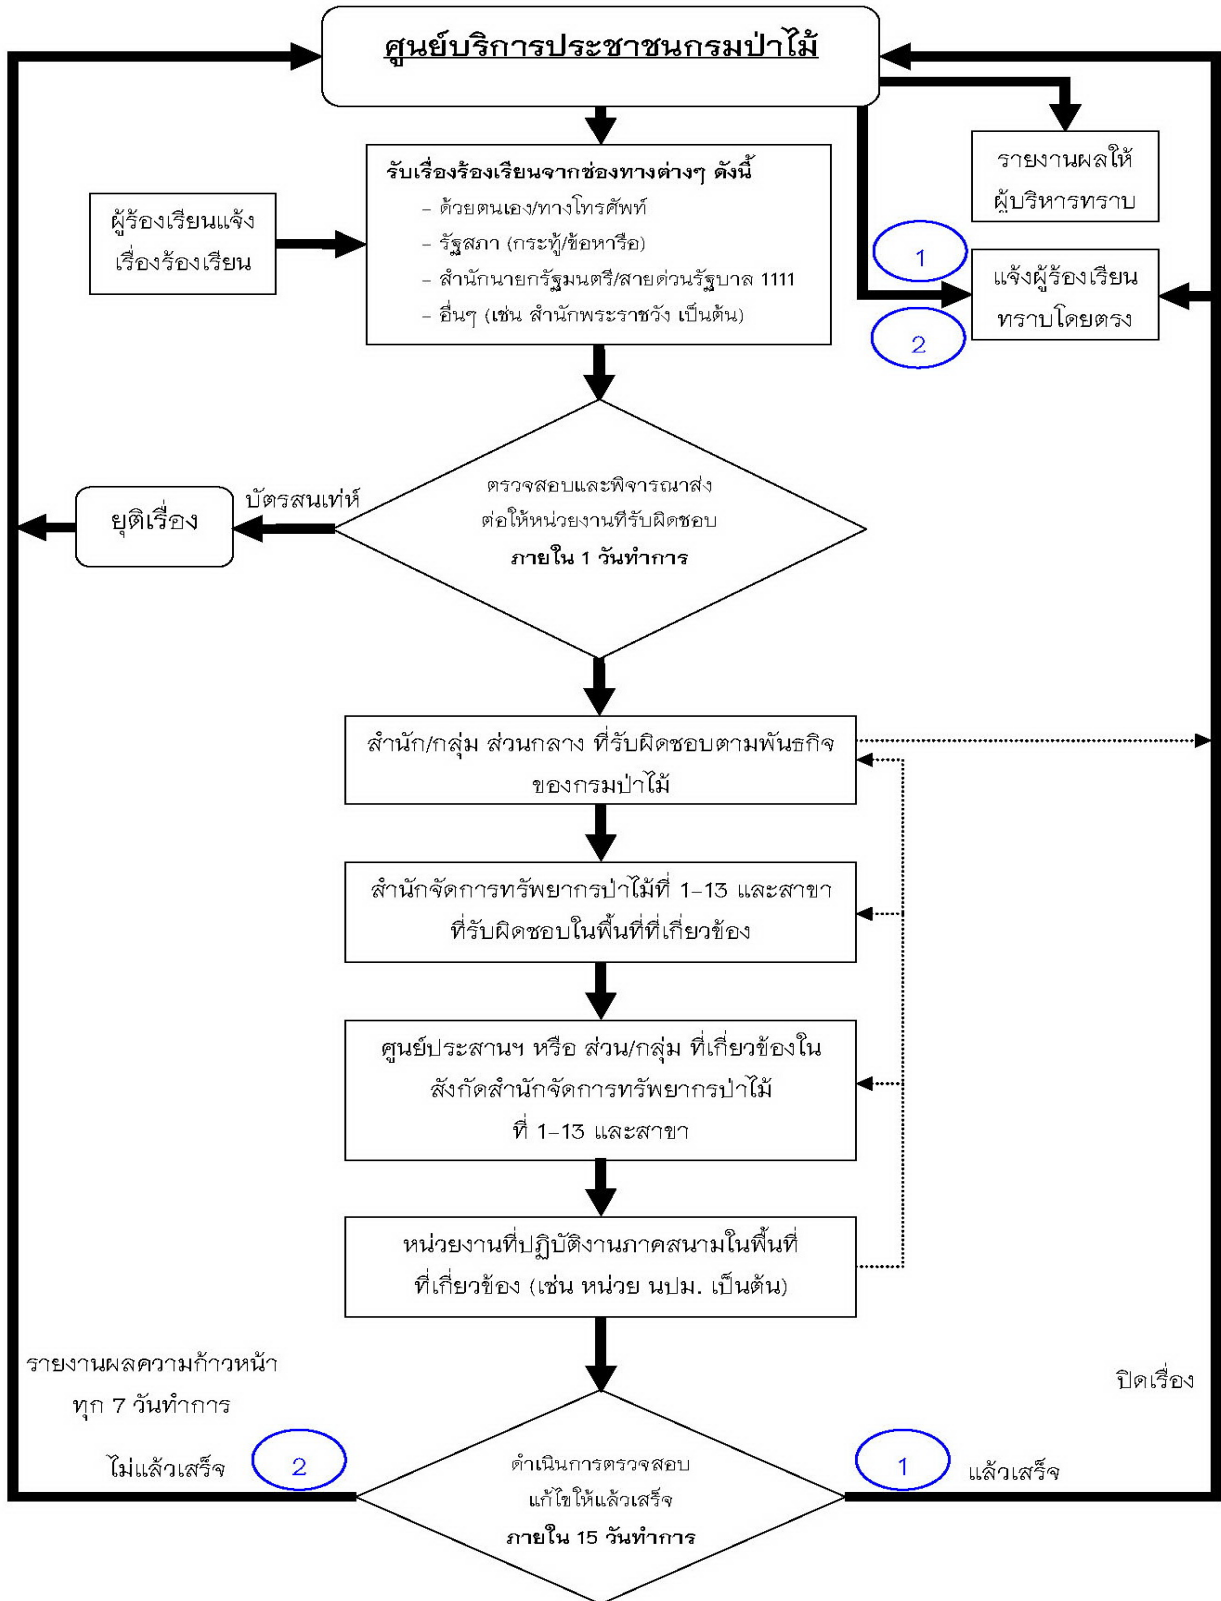 ศูนย์บริการประชาชนกรมป่าไม้
รับเรื่องร้องเรียนจากช่องทางต่างๆ ดังนี้
- ด้วยตนเอง/ทางโทรศัพท์
- รัฐสภา (กระทู้/ข้อหารือ)
- สำนักนายกรัฐมนตรี/สายด่วนรัฐบาล 1111
- อื่นๆ (เช่น สำนักพระราชวัง เป็นต้น)
ผู้ร้องเรียนแจ้ง
เรื่องร้องเรียน
รายงานผลให้
ผู้บริหารทราบ
1
แจ้งผู้ร้องเรียน
ทราบโดยตรง
2
ตรวจสอบและพิจารณาส่ง
ต่อให้หน่วยงานที่รับผิดชอบ
ภายใน 1 วันทำการ
บัตรสนเท่ห์
ยุติเรื่อง
สำนัก/กลุ่ม ส่วนกลาง ที่รับผิดชอบตามพันธกิจ
ของกรมป่าไม้
สำนักจัดการทรัพยากรป่าไม้ที่ 1-13 และสาขา
ที่รับผิดชอบในพื้นที่ที่เกี่ยวข้อง
ศูนย์ประสานฯ หรือ ส่วน/กลุ่ม ที่เกี่ยวข้องใน
สังกัดสำนักจัดการทรัพยากรป่าไม้
ที่ 1-13 และสาขา
หน่วยงานที่ปฏิบัติงานภาคสนามในพื้นที่
ที่เกี่ยวข้อง (เช่น หน่วย นปม. เป็นต้น)
รายงานผลความก้าวหน้า
ทุก 7 วันทำการ
ไม่แล้วเสร็จ
2
ดำเนินการตรวจสอบ
แก้ไขให้แล้วเสร็จ
ภายใน 15 วันทำการ
1
แล้วเสร็จ
ปิดเรื่อง